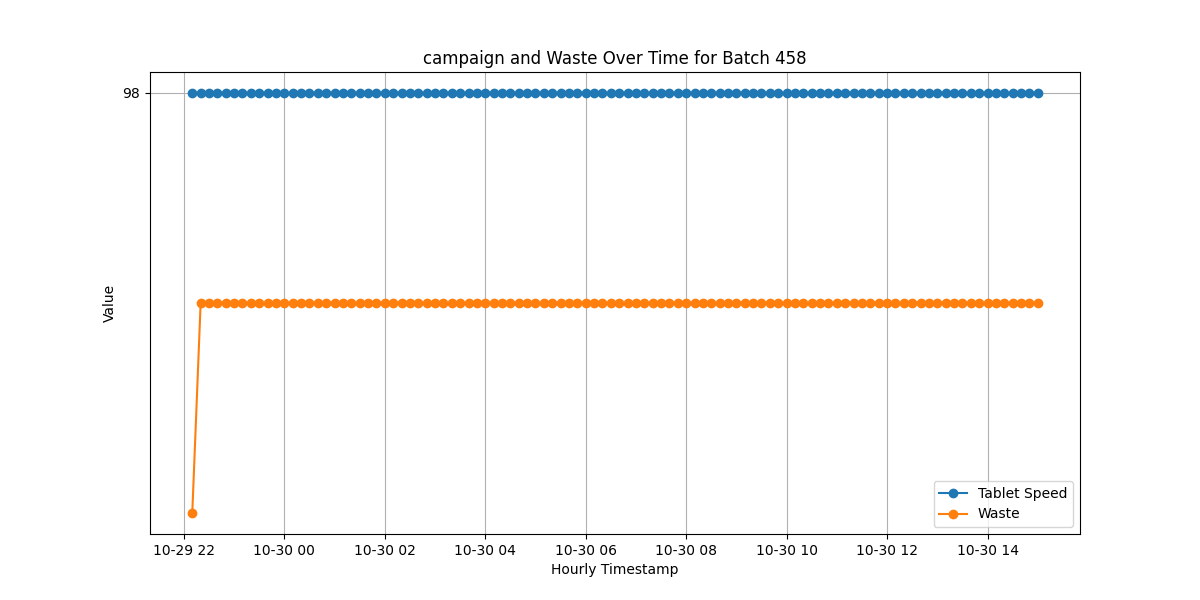 campaign and Waste Over Time for Batch 458
98
Value
Tablet Speed
Waste
10-29 22 10-30 00 10-30 02 10-30 04 10-30 06 10-30 08 10-30 10 10-30 12 10-30 14
Hourly Timestamp